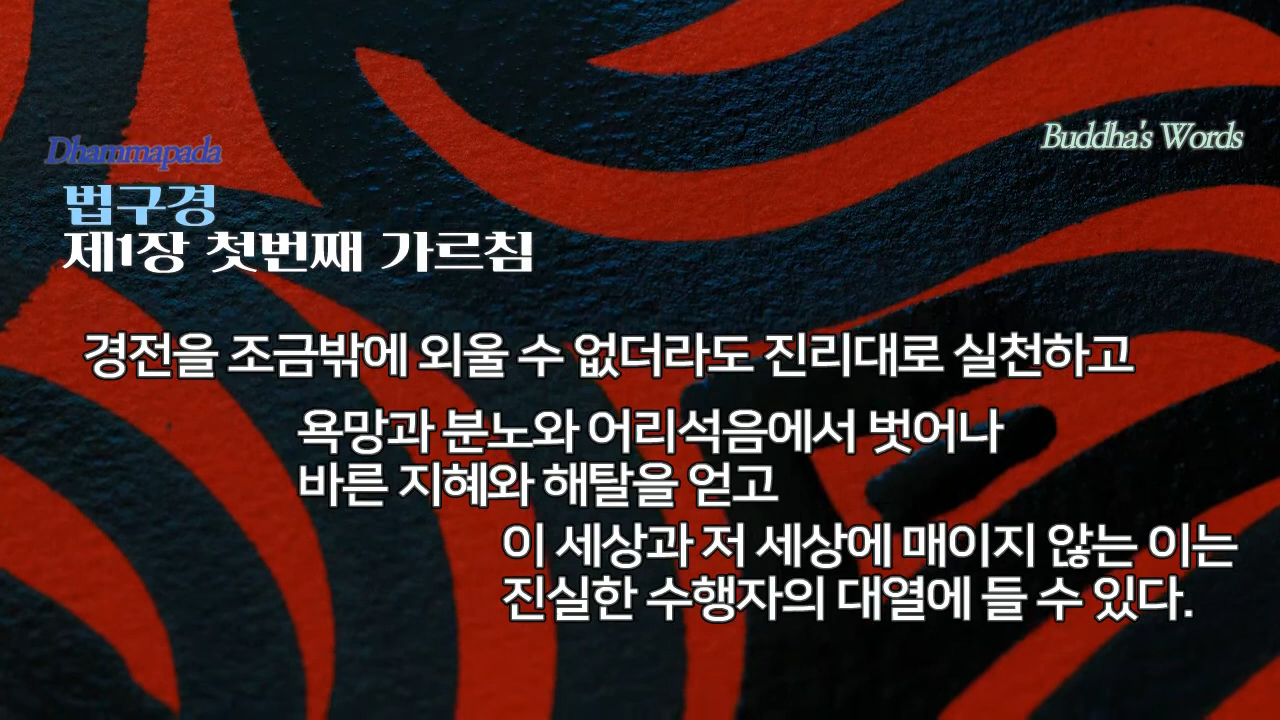 Dhammapada
Buddha's Words
법구경
제1장 첫번째 가르침
경전을 조금밖에 외울 수 없더라도 진리대로 실천하고
욕망과 분노와 어리석음에서 벗어나
바른 지혜와 해탈을 얻고
이 세상과 저 세상에 매이지 않는 이는
진실한 수행자의 대열에 들 수 있다.